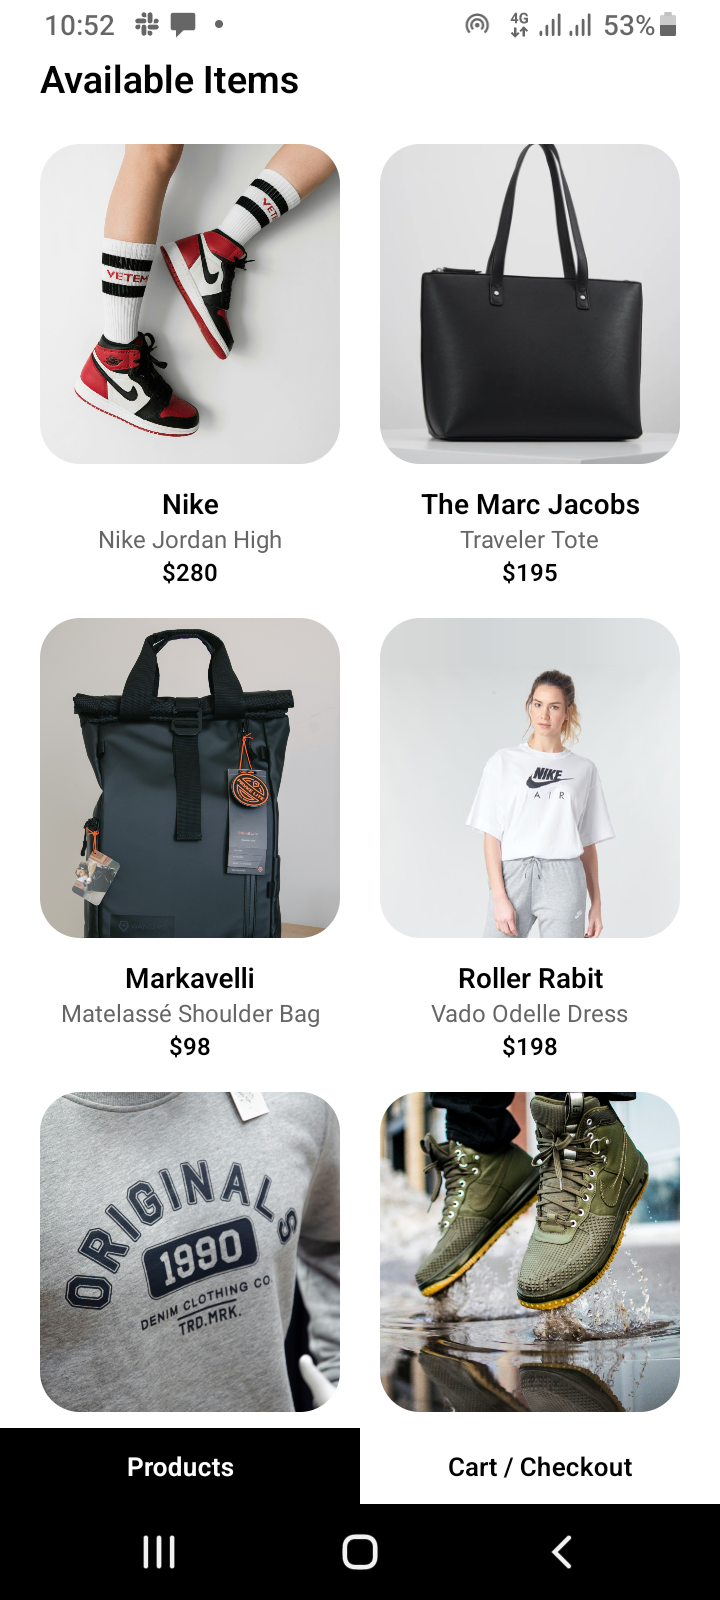 10:52
4G
53%
Available Items
VETEM
VETE
Nike
Nike Jordan High
$280
The Marc Jacobs
Traveler Tote
$195
NIKE
AIR
Markavelli
Matelassé Shoulder Bag
$98
Roller Rabit
Vado Odelle Dress
$198
ORIGINALS
1990
DENIM CLOTHING CO
TRD.MRK.
Products
Cart / Checkout